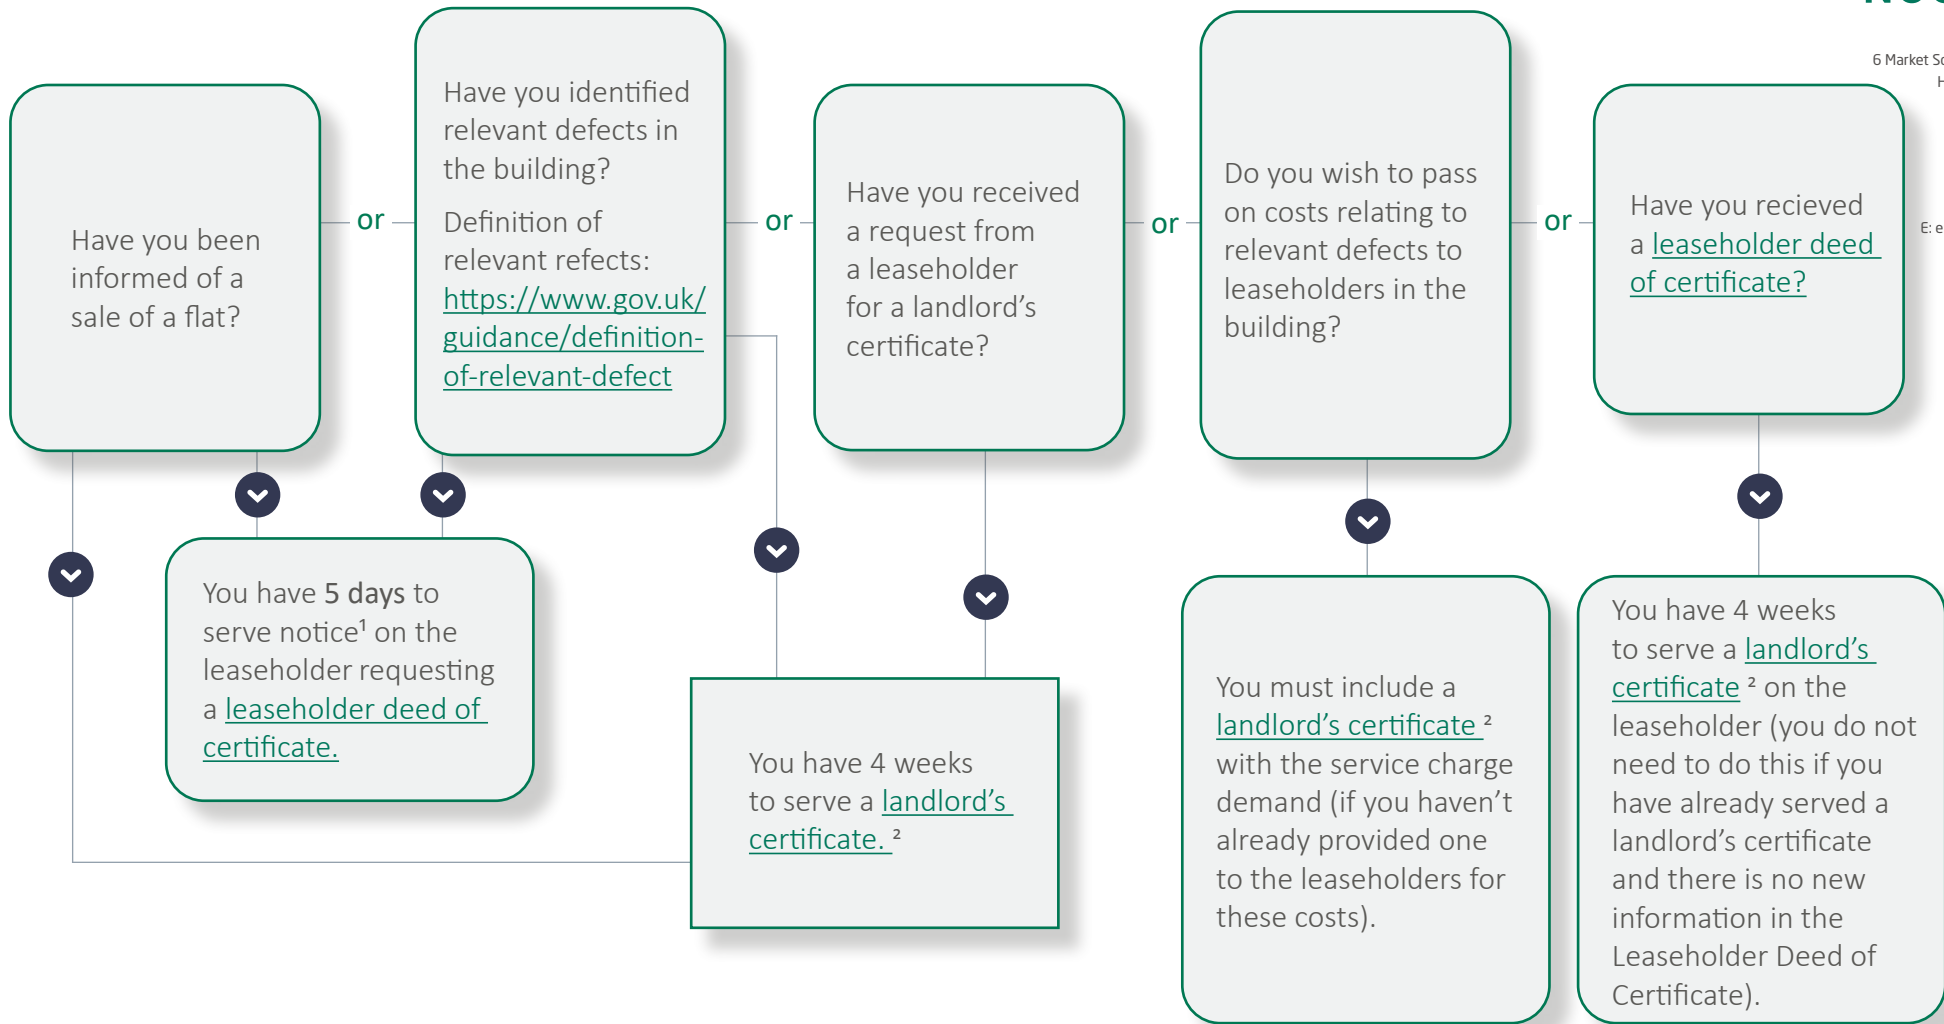 6 Market Sq
E: e
Have you been
informed of a
sale of a flat?
or
Have you identified
relevant defects in
the building?
Definition of
relevant refects:
https://www.gov.uk/
guidance/definition-
of-relevant-defect
or
Have you received
a request from
a leaseholder
for a landlord’s
certificate?
or
Do you wish to pass
on costs relating to
relevant defects to
leaseholders in the
building?
or
Have you recieved
a leaseholder deed
of certificate?
You have 5 days to
serve notice¹ on the
leaseholder requesting
a leaseholder deed of
certificate.
You have 4 weeks
to serve a landlord’s
certificate. ²
You must include a
landlord’s certificate ²
with the service charge
demand (if you haven’t
already provided one
to the leaseholders for
these costs).
You have 4 weeks
to serve a landlord’s
certificate ² on the
leaseholder (you do not
need to do this if you
have already served a
landlord’s certificate
and there is no new
information in the
Leaseholder Deed of
Certificate).